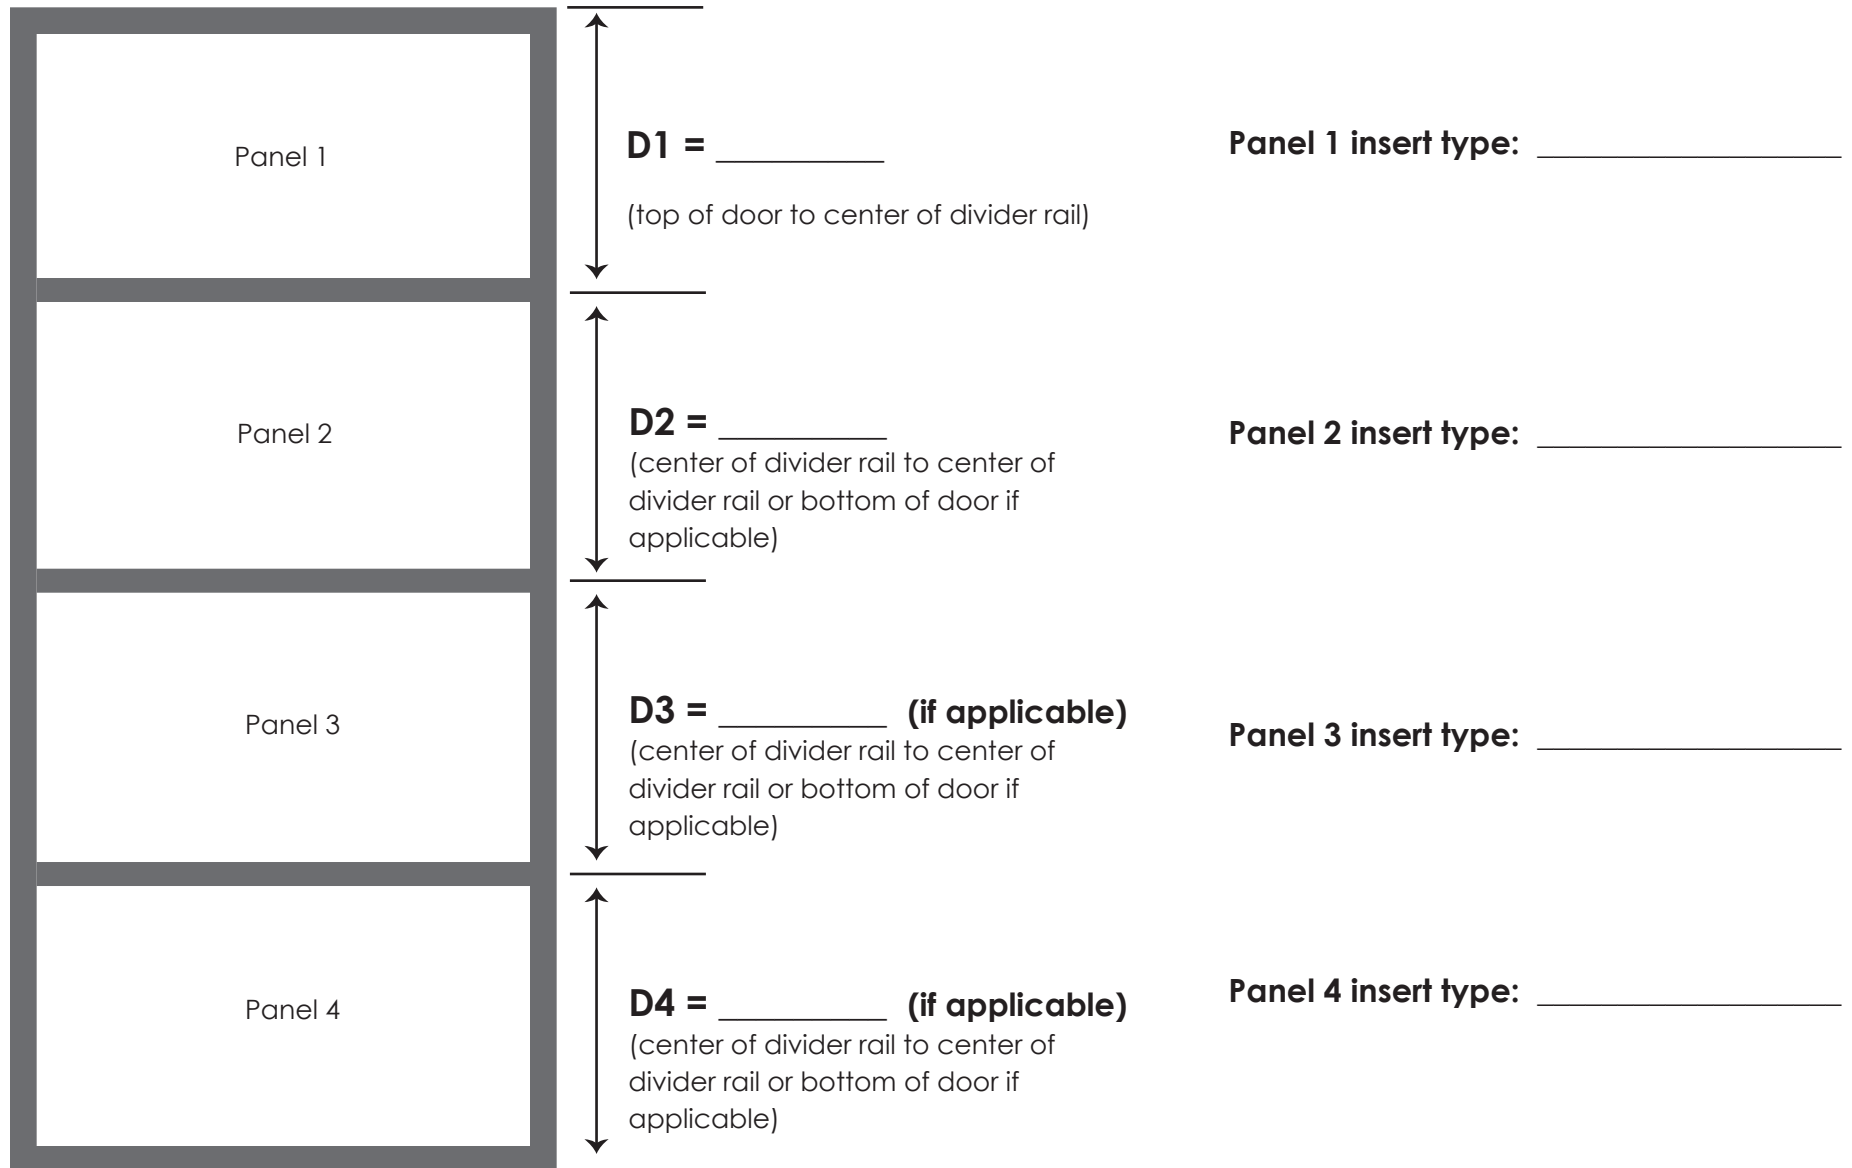 Panel 1
D1 = __________
Panel 1 insert type: __________________
(top of door to center of divider rail)
Panel 2
D2 = __________
Panel 2 insert type: __________________
(center of divider rail to center of
divider rail or bottom of door if
applicable)
Panel 3
D3 = __________ (if applicable)
Panel 3 insert type: __________________
(center of divider rail to center of
divider rail or bottom of door if
applicable)
Panel 4
D4 = __________ (if applicable)
Panel 4 insert type: __________________
(center of divider rail to center of
divider rail or bottom of door if
applicable)